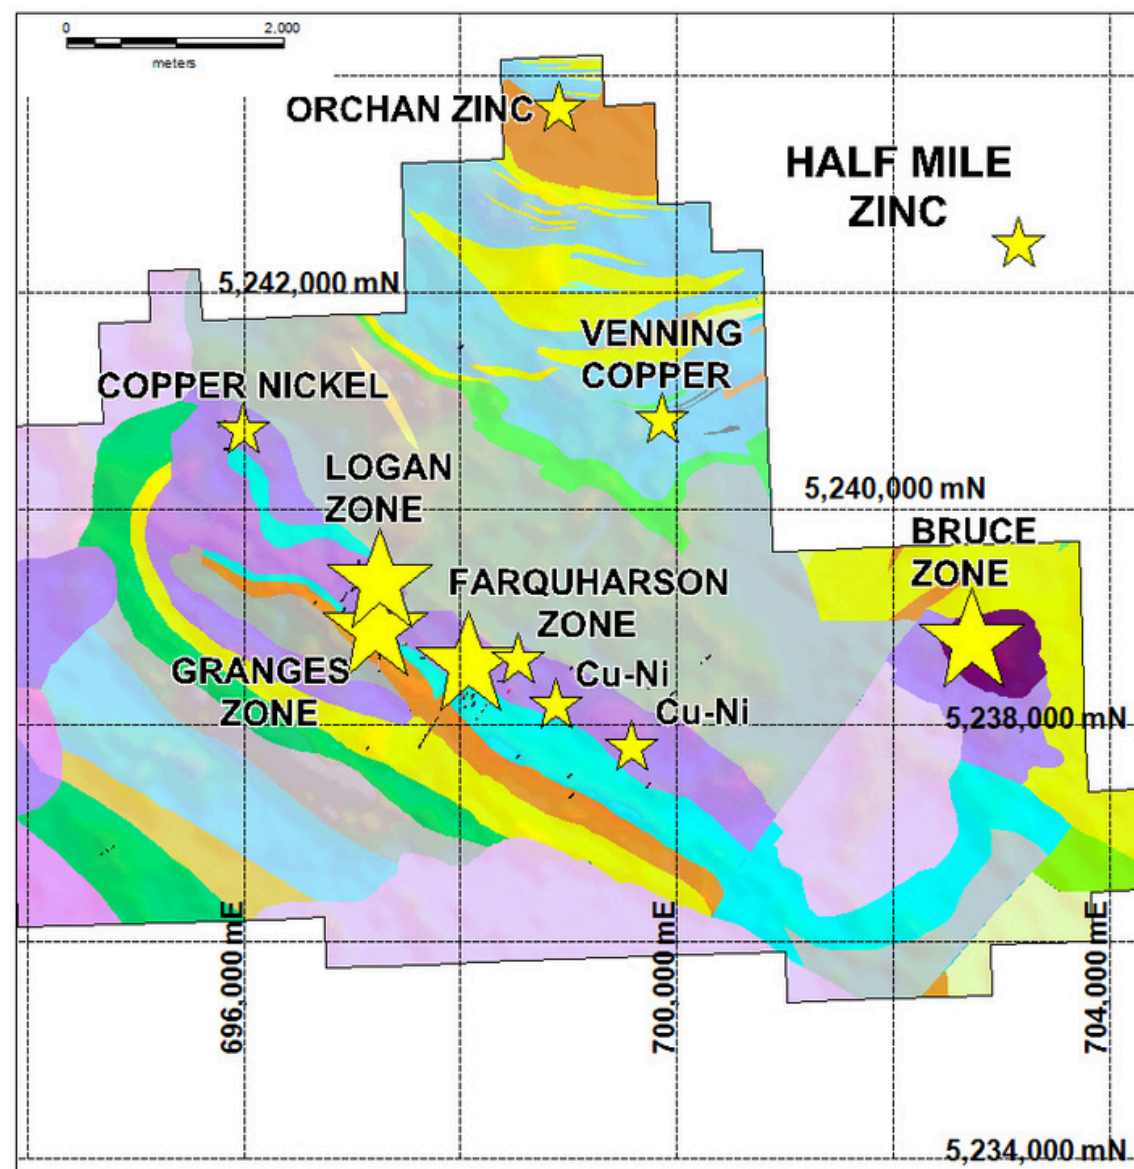 0 2,000
meters
ORCHAN ZINC
HALF MILE
ZINC
5,242,000 mN
VENNING
COPPER
COPPER NICKEL
LOGAN
ZONE
5,240,000 mN
BRUCE
ZONE
FARQUHARSON
ZONE
GRANGES
ZONE
Cu-Ni
Cu-Ni
5,238,000 mN
696,000 mE
700,000 mE
704,000 mE
5,234,000 mN